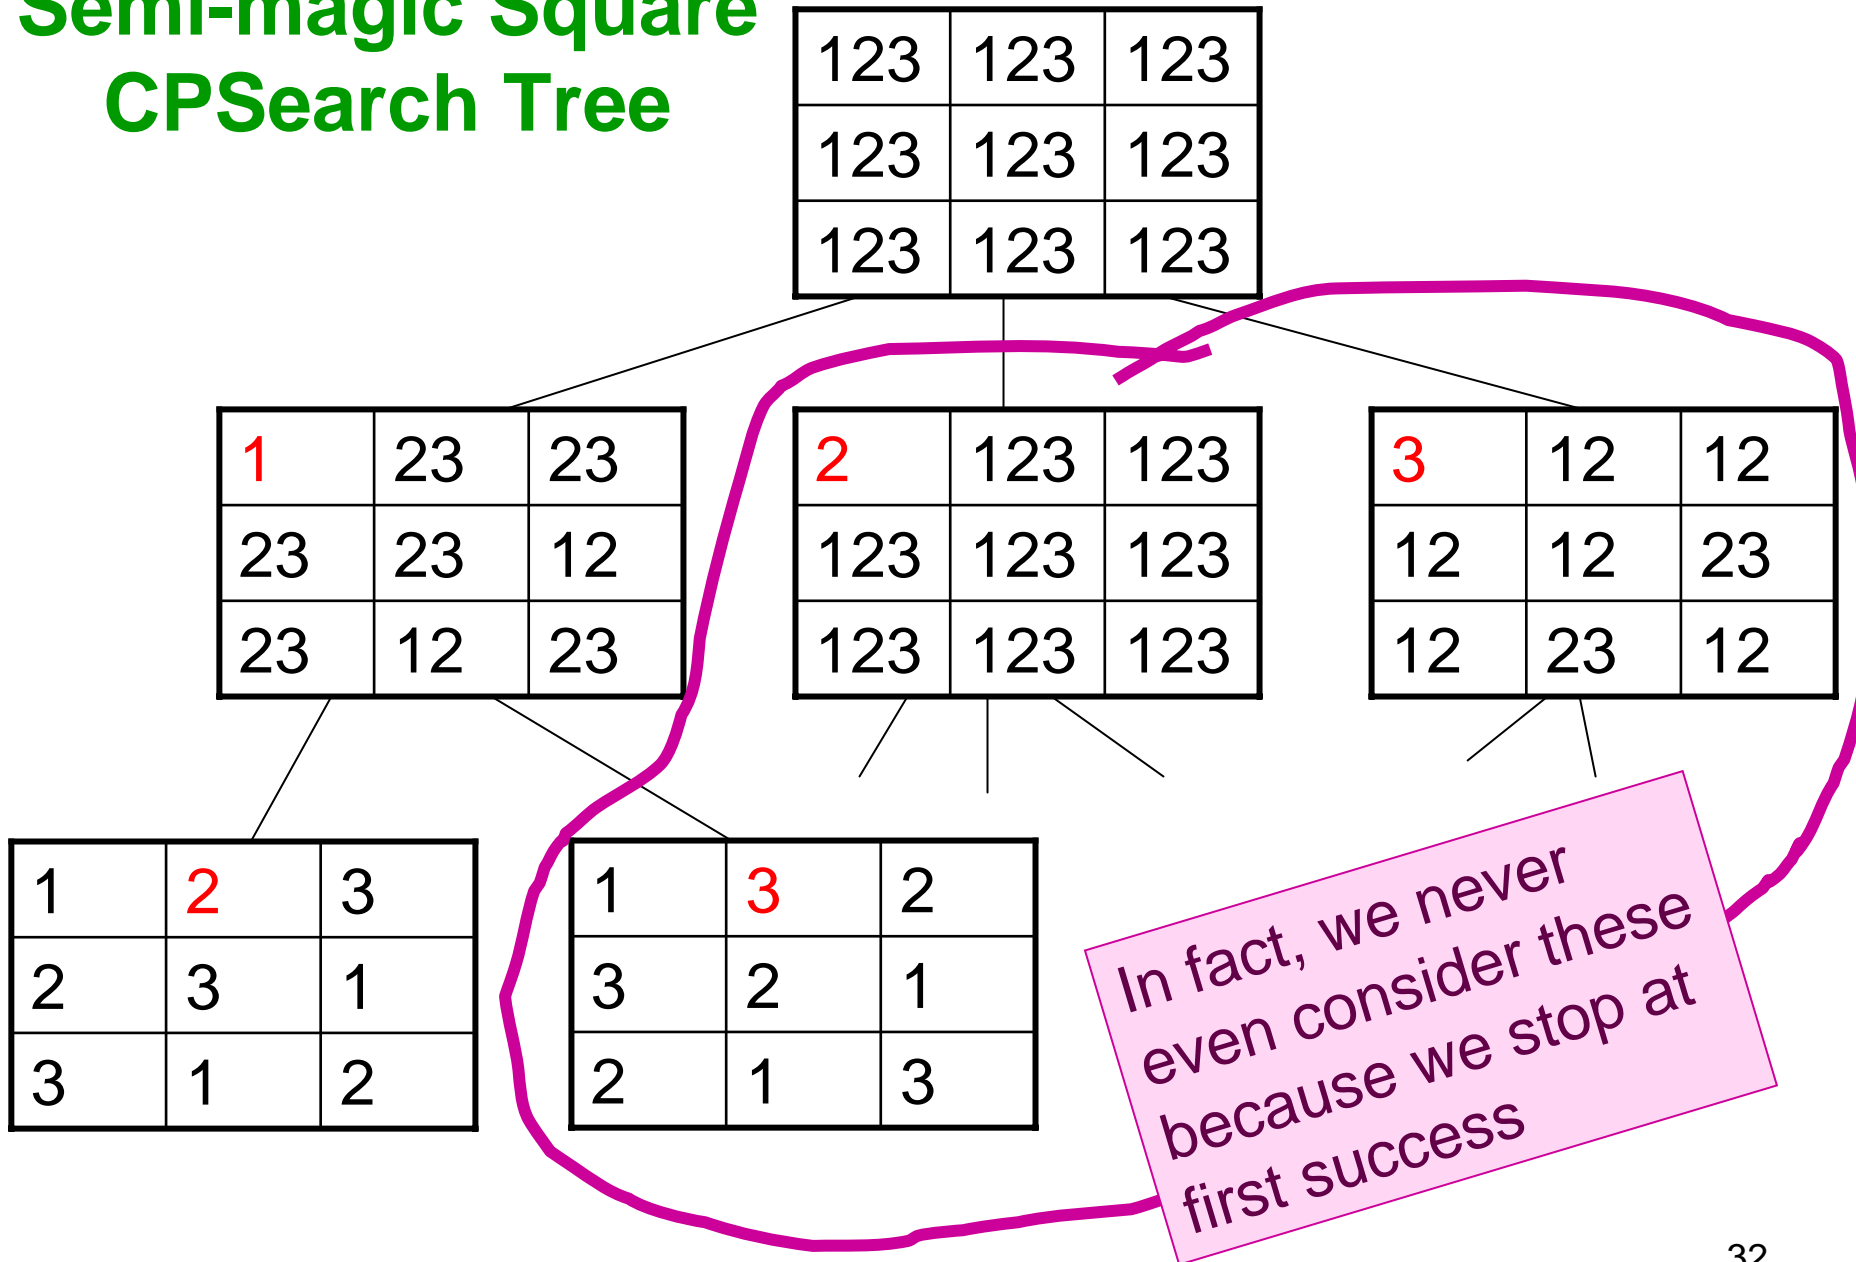 Semi-magic Square
CPSearch Tree
123 123 123
123 123 123
123 123 123
1 23 23
23 23 12
23 12 23
2 123 123
123 123 123
123 123 123
3 12 12
12 12 23
12 23 12
1 2 3
2 3 1
3 1 2
1 3 2
3 2 1
2 1 3
In fact, we never
even consider these
because we stop at
first success
32